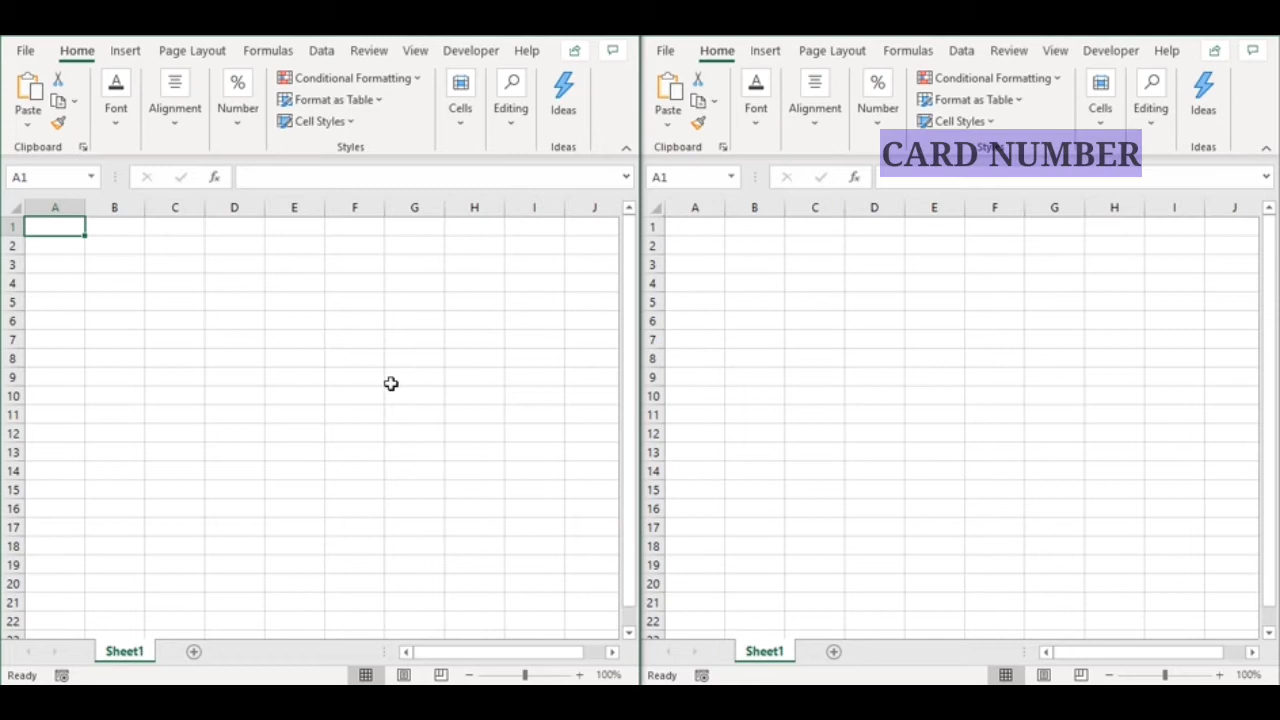 File Home Insert Page Layout Formulas Data Review View Developer Help
Paste Font Alignment Number Conditional Formatting Format as Table Cell Styles Cells Editing Ideas
Clipboard Styles Ideas
A1 fx
A B C D E F G H I J
1
2
3
4
5
6
7
8
9
10
11
12
13
14
15
16
17
18
19
20
21
22
Sheet1
Ready 100%
File Home Insert Page Layout Formulas Data Review View Developer Help
Paste Font Alignment Number Conditional Formatting Format as Table Cell Styles Cells Editing Ideas
Clipboard Styles Ideas
CARD NUMBER
A1 fx
A B C D E F G H I J
1
2
3
4
5
6
7
8
9
10
11
12
13
14
15
16
17
18
19
20
21
22
Sheet1
Ready 100%